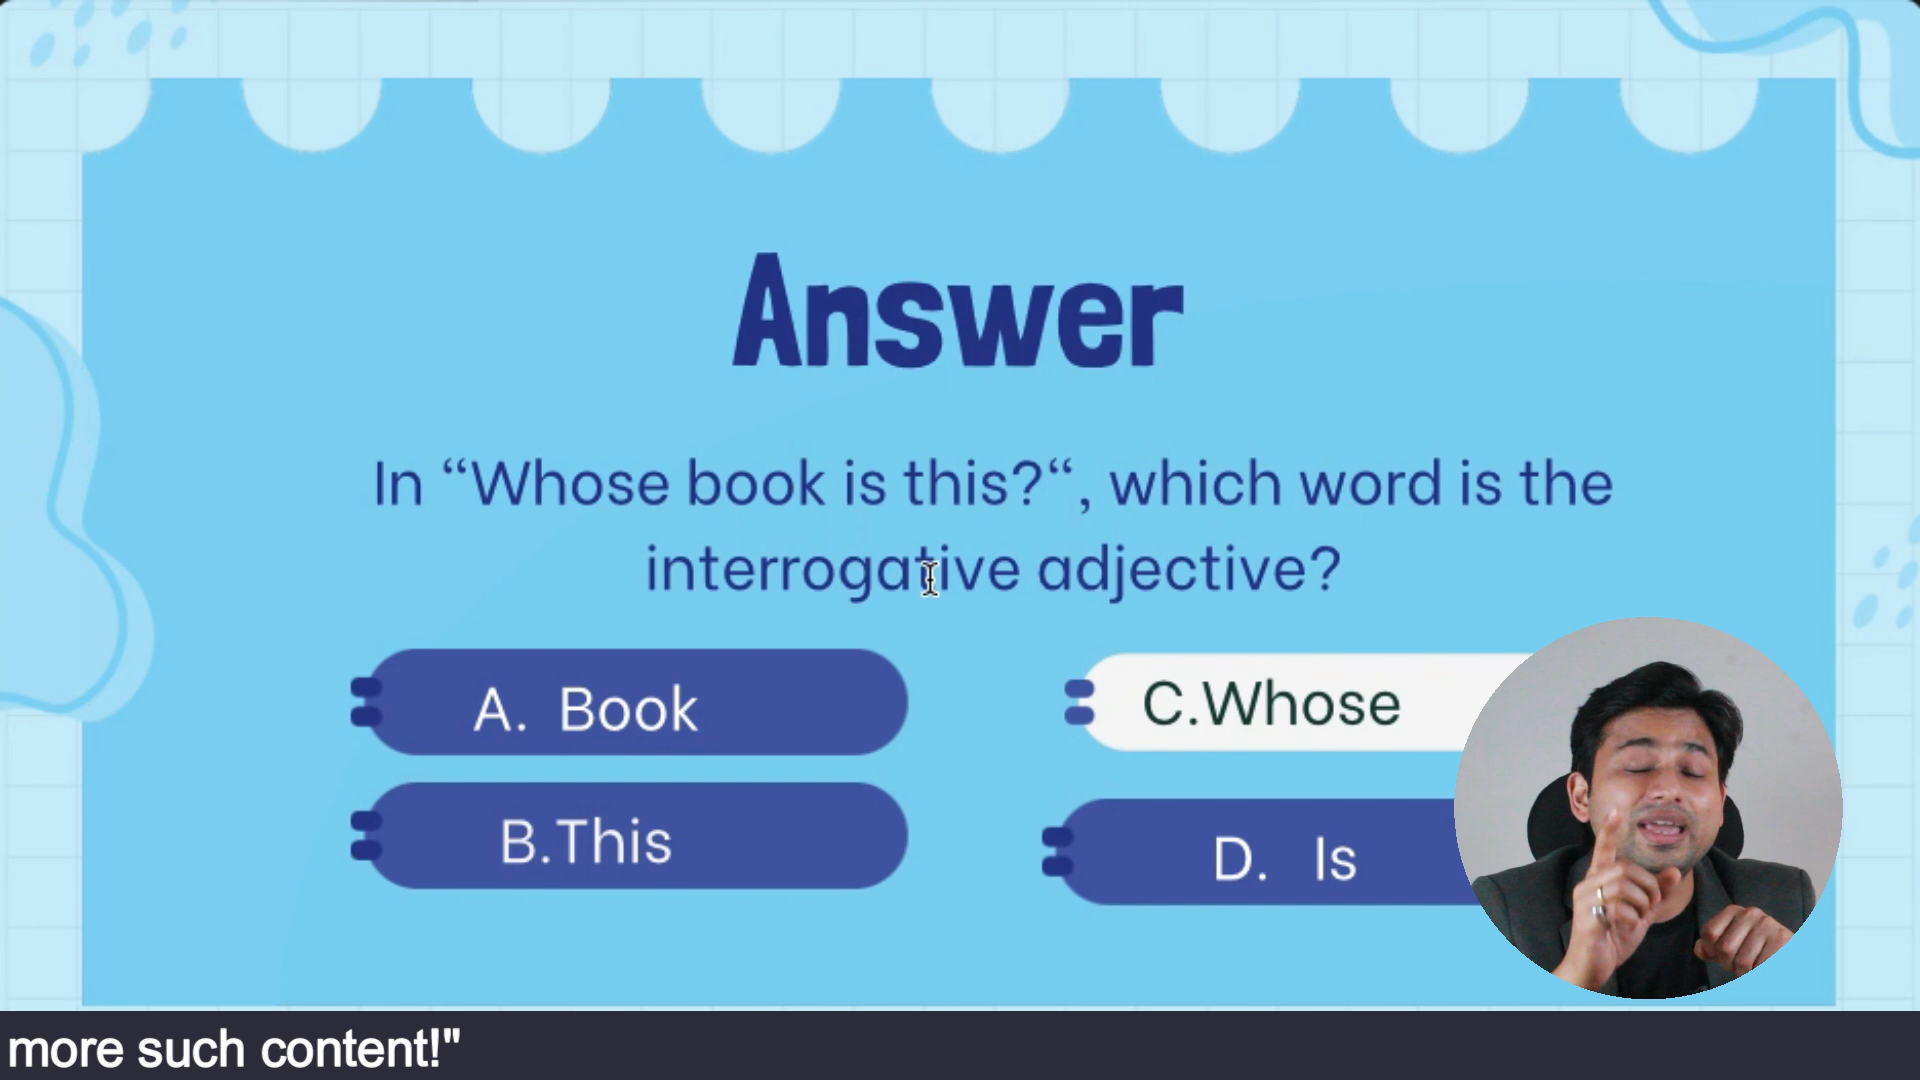 Answer
In “Whose book is this?“, which word is the
interrogative adjective?
A. Book
C.Whose
B.This
D. Is
more such content!"